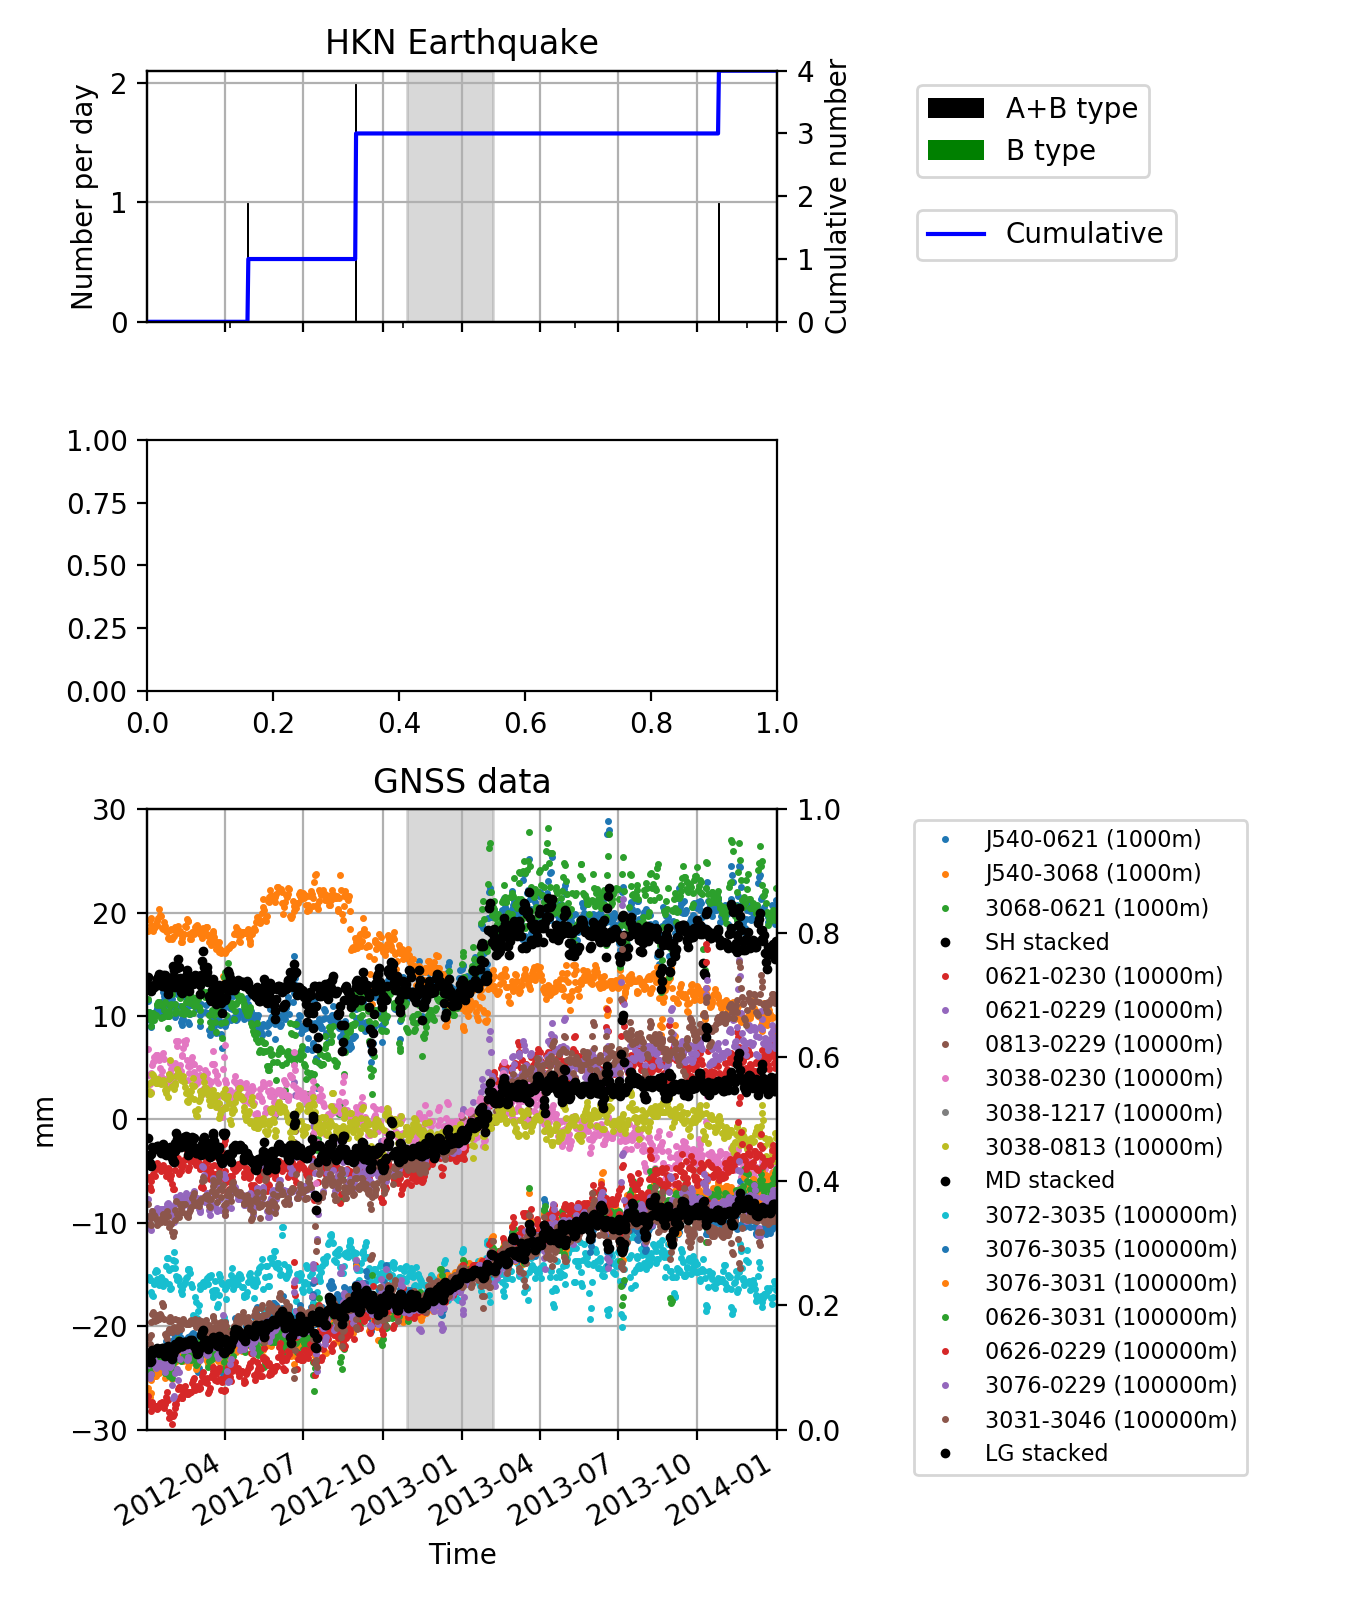 HKN Earthquake
Number per day
0
1
2
0
1
2
3
4
Cumulative number
A+B type
B type
Cumulative
1.00
0.75
0.50
0.25
0.00
0.0 0.2 0.4 0.6 0.8 1.0
GNSS data
mm
30
20
10
0
−10
−20
−30
1.0
0.8
0.6
0.4
0.2
0.0
2012-04 2012-07 2012-10 2013-01 2013-04 2013-07 2013-10 2014-01
Time
J540-0621 (1000m)
J540-3068 (1000m)
3068-0621 (1000m)
SH stacked
0621-0230 (10000m)
0621-0229 (10000m)
0813-0229 (10000m)
3038-0230 (10000m)
3038-1217 (10000m)
3038-0813 (10000m)
MD stacked
3072-3035 (100000m)
3076-3035 (100000m)
3076-3031 (100000m)
0626-3031 (100000m)
0626-0229 (100000m)
3076-0229 (100000m)
3031-3046 (100000m)
LG stacked